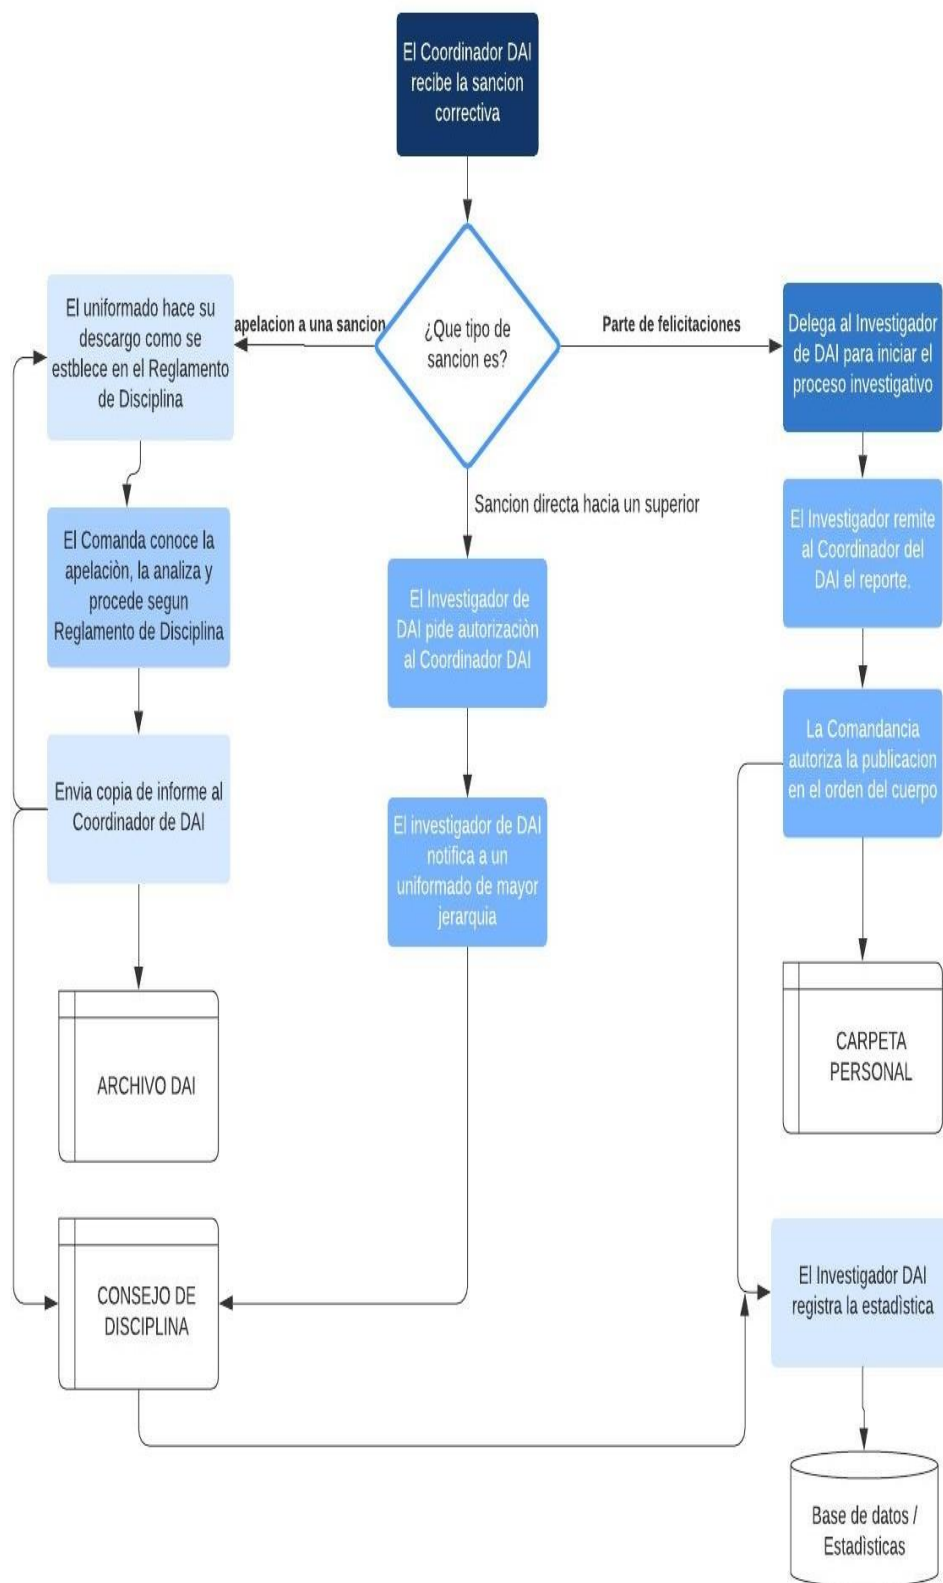 El Coordinador DAI
recibe la sancion
correctiva
¿Que tipo de
sancion es?
apelacion a una sancion
Parte de felicitaciones
Sancion directa hacia un superior
El uniformado hace su
descargo como se
estblece en el Reglamento
de Disciplina
El Comanda conoce la
apelaciòn, la analiza y
procede segun
Reglamento de Disciplina
Envia copia de informe al
Coordinador de DAI
ARCHIVO DAI
CONSEJO DE
DISCIPLINA
El Investigador de
DAI pide autorizaciòn
al Coordinador DAI
El investigador de DAI
notifica a un
uniformado de mayor
jerarquia
Delega al Investigador
de DAI para iniciar el
proceso investigativo
El Investigador remite
al Coordinador del
DAI el reporte.
La Comandancia
autoriza la publicacion
en el orden del cuerpo
CARPETA
PERSONAL
El Investigador DAI
registra la estadìstica
Base de datos /
Estadìsticas